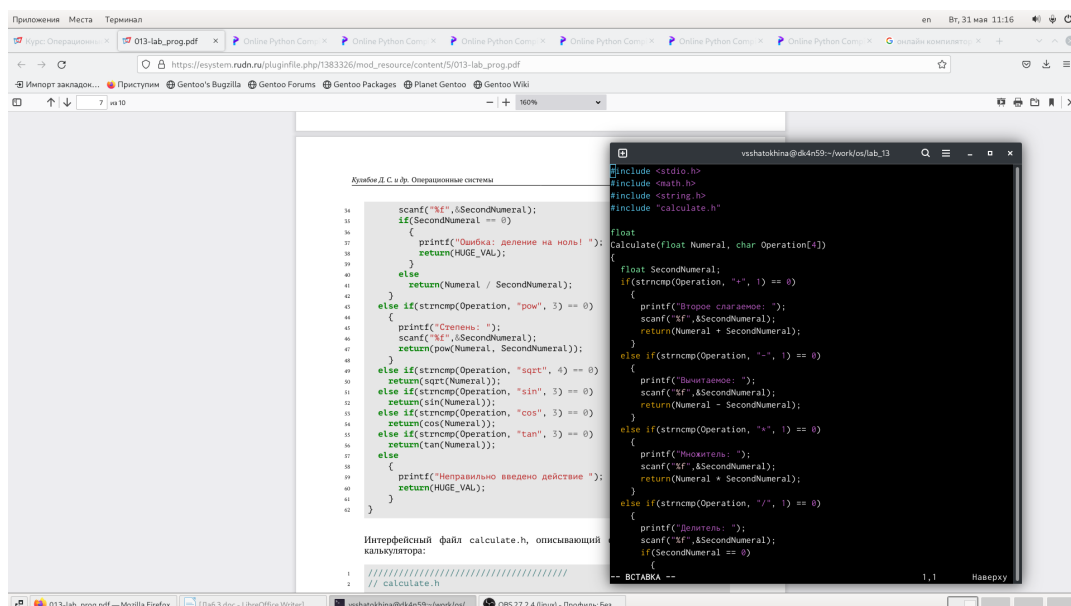 Приложения Места Терминал
en Вт, 31 мая 11:16
Курс: Операционн
013-lab_prog.pdf
Online Python Comp
Online Python Comp
Online Python Comp
Online Python Comp
Online Python Comp
Online Python Comp
онлайн компилятор
https://esystem.rudn.ru/pluginfile.php/1383326/mod_resource/content/5/013-lab_prog.pdf
Импорт закладок... Приступим Gentoo's Bugzilla Gentoo Forums Gentoo Packages Planet Gentoo Gentoo Wiki
7 из 10
160%
Кулябов Д. С. и др. Операционные системы
34 scanf("%f",&SecondNumeral);
35 if(SecondNumeral == 0)
36 {
37 printf("Ошибка: деление на ноль! ");
38 return(HUGE_VAL);
39 }
40 else
41 return(Numeral / SecondNumeral);
42 }
43 else if(strncmp(Operation, "pow", 3) == 0)
44 {
45 printf("Степень: ");
46 scanf("%f",&SecondNumeral);
47 return(pow(Numeral, SecondNumeral));
48 }
49 else if(strncmp(Operation, "sqrt", 4) == 0)
50 return(sqrt(Numeral));
51 else if(strncmp(Operation, "sin", 3) == 0)
52 return(sin(Numeral));
53 else if(strncmp(Operation, "cos", 3) == 0)
54 return(cos(Numeral));
55 else if(strncmp(Operation, "tan", 3) == 0)
56 return(tan(Numeral));
57 else
58 {
59 printf("Неправильно введено действие ");
60 return(HUGE_VAL);
61 }
62 }
Интерфейсный файл calculate.h, описывающий
калькулятора:
1 ///////////////////////////////////////
2 // calculate.h
vsshatokhina@dk4n59:~/work/os/lab_13
#include <stdio.h>
#include <math.h>
#include <string.h>
#include "calculate.h"
float
Calculate(float Numeral, char Operation[4])
{
float SecondNumeral;
if(strncmp(Operation, "+", 1) == 0)
{
printf("Второе слагаемое: ");
scanf("%f",&SecondNumeral);
return(Numeral + SecondNumeral);
}
else if(strncmp(Operation, "-", 1) == 0)
{
printf("Вычитаемое: ");
scanf("%f",&SecondNumeral);
return(Numeral - SecondNumeral);
}
else if(strncmp(Operation, "*", 1) == 0)
{
printf("Множитель: ");
scanf("%f",&SecondNumeral);
return(Numeral * SecondNumeral);
}
else if(strncmp(Operation, "/", 1) == 0)
{
printf("Делитель: ");
scanf("%f",&SecondNumeral);
if(SecondNumeral == 0)
{
-- ВСТАВКА -- 1,1 Наверху
013-lab_prog.pdf — Mozilla Firefox
[Лаб 3.doc - LibreOffice Writer]
vsshatokhina@dk4n59:~/work/os/
OBS 27.2.4 (linux) - Профиль: Без